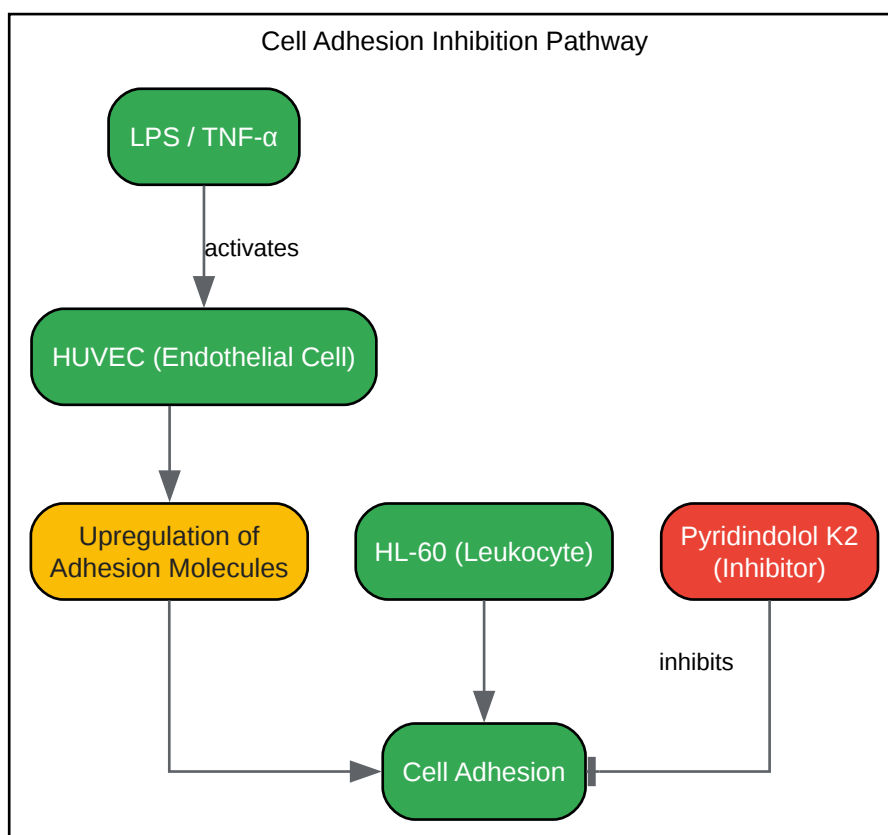 Cell Adhesion Inhibition Pathway
LPS / TNF-α
activates
HUVEC (Endothelial Cell)
Upregulation of
Adhesion Molecules
HL-60 (Leukocyte)
Pyridindolol K2
(Inhibitor)
inhibits
Cell Adhesion